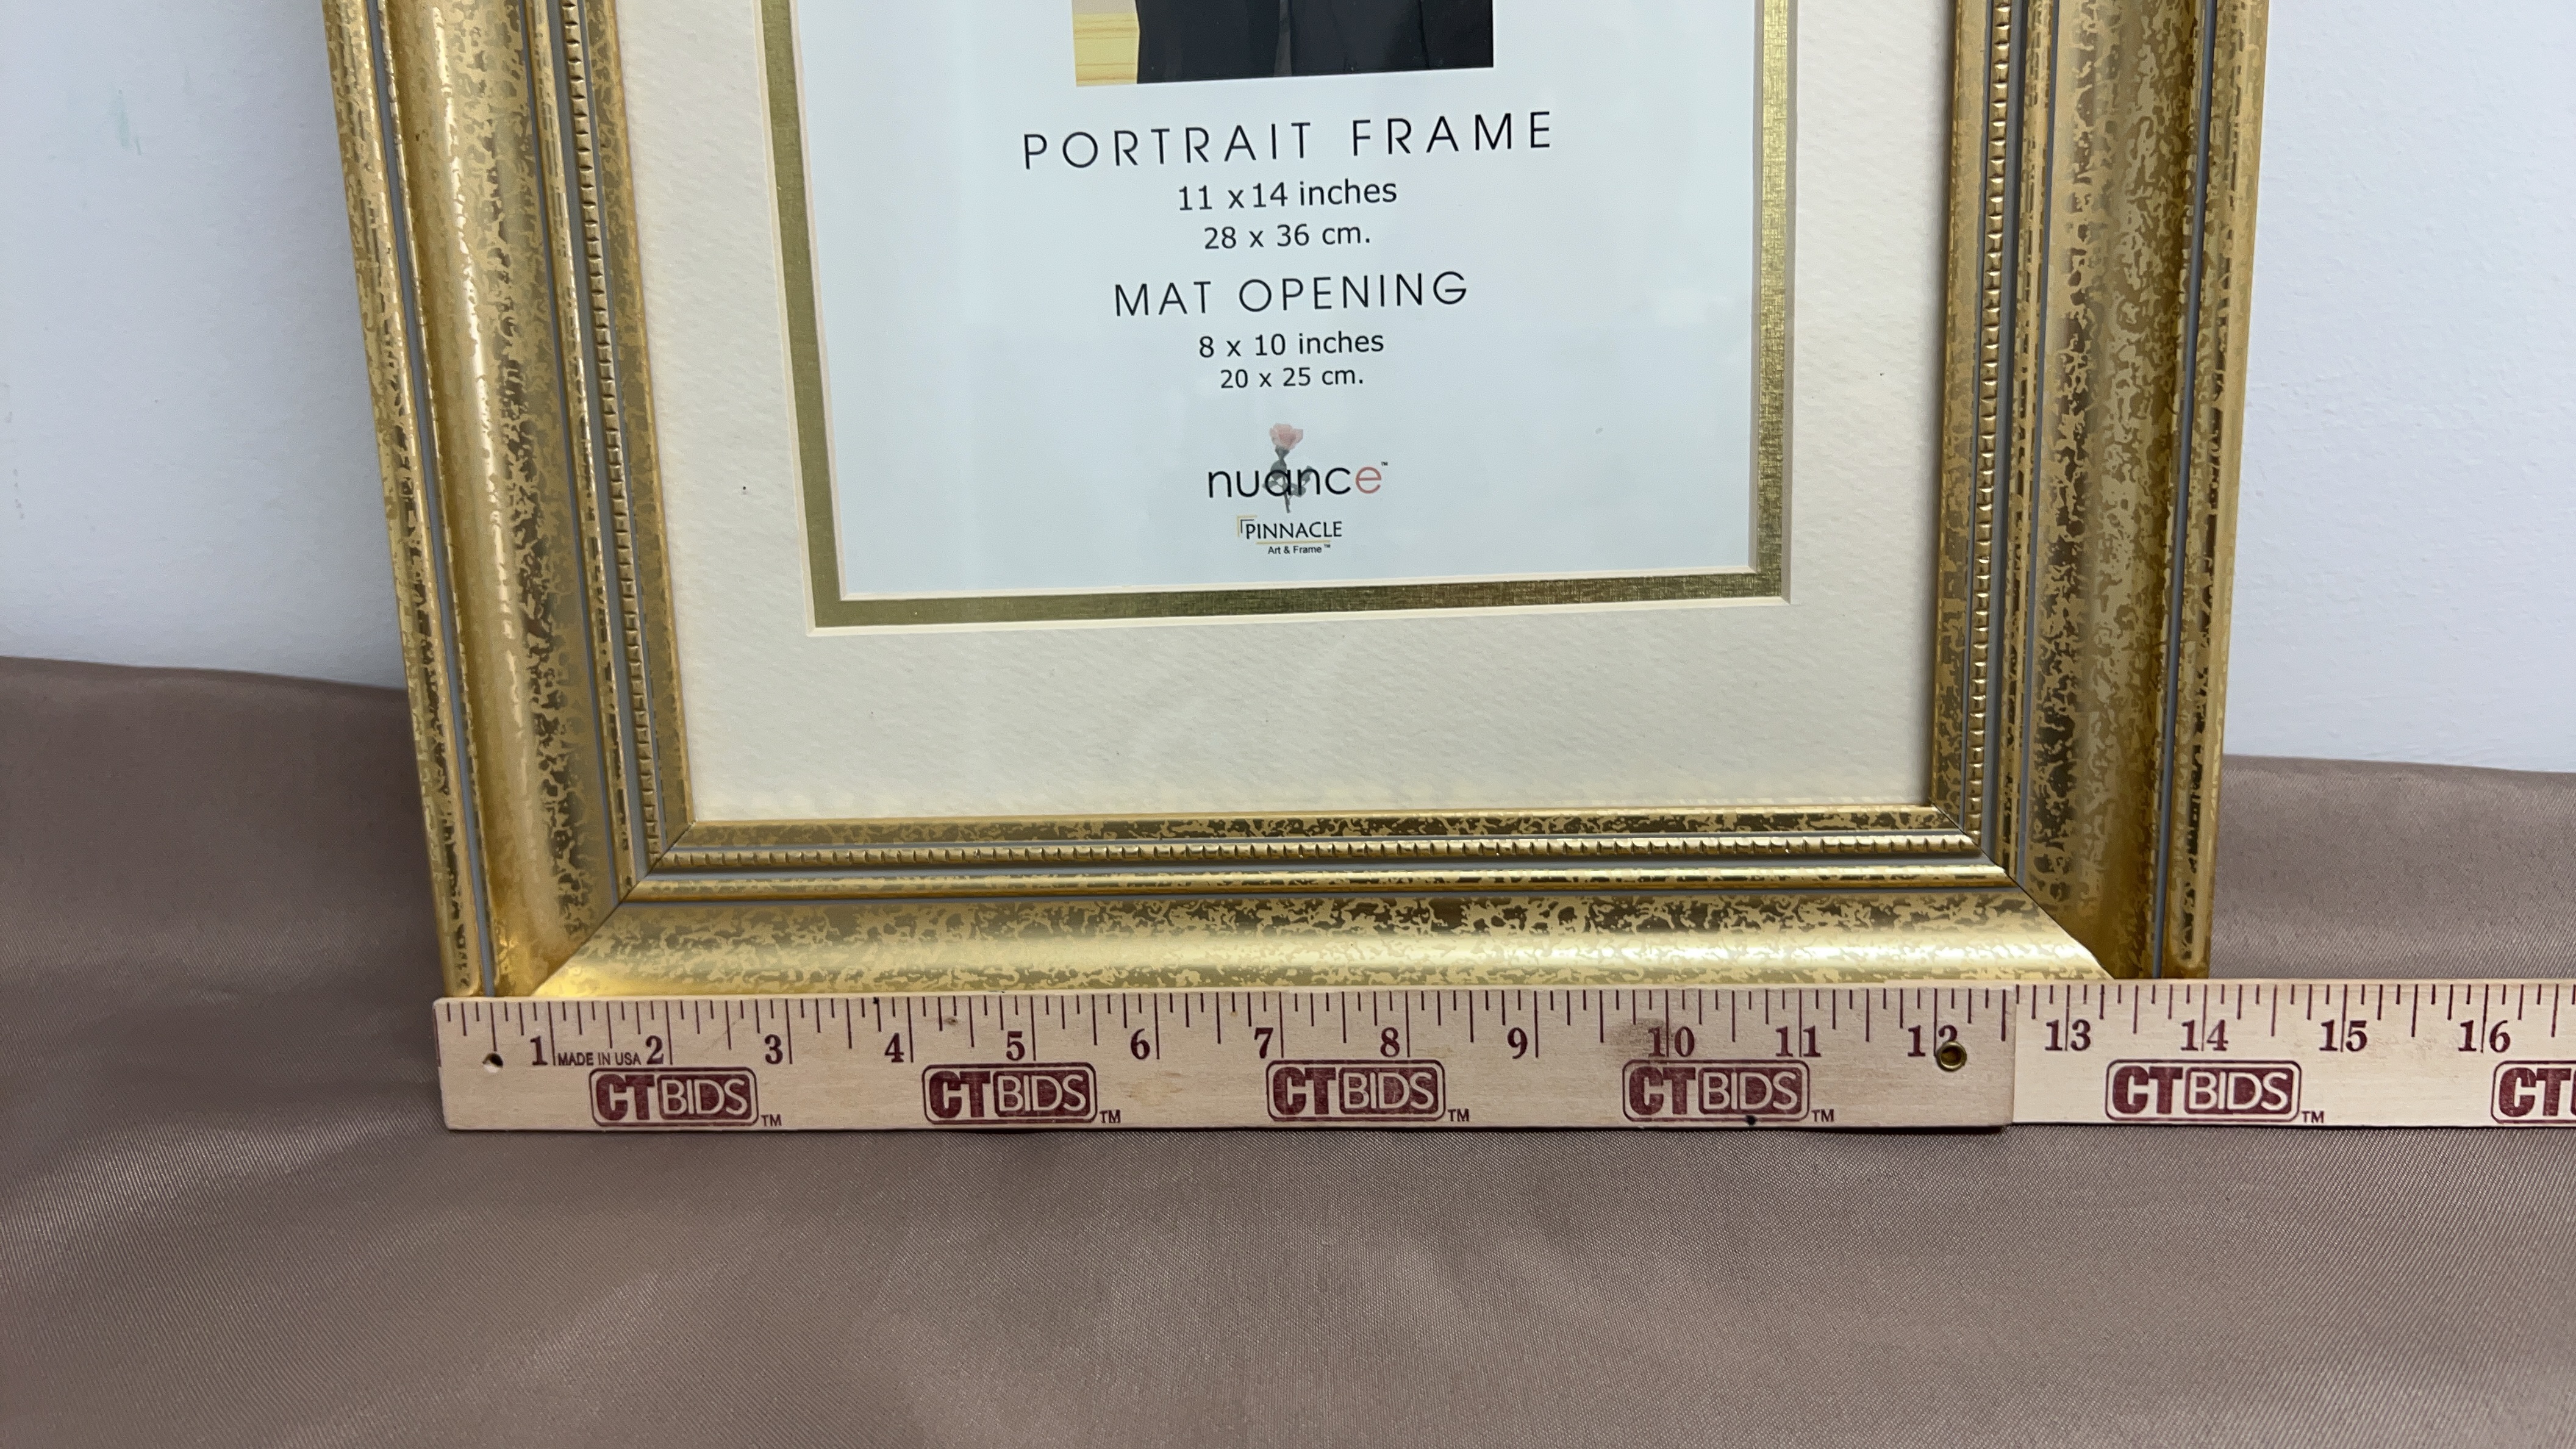 PORTRAIT FRAME
11 x 14 inches
28 x 36 cm.
MAT OPENING
8 x 10 inches
20 x 25 cm.
nuance™
PINNACLE
Art & Frame™
1 MADE IN USA 2 3 4 5 6 7 8 9 10 11 12 13 14 15 16
CTBIDS™ CTBIDS™ CTBIDS™ CTBIDS™ CTBIDS™ CT